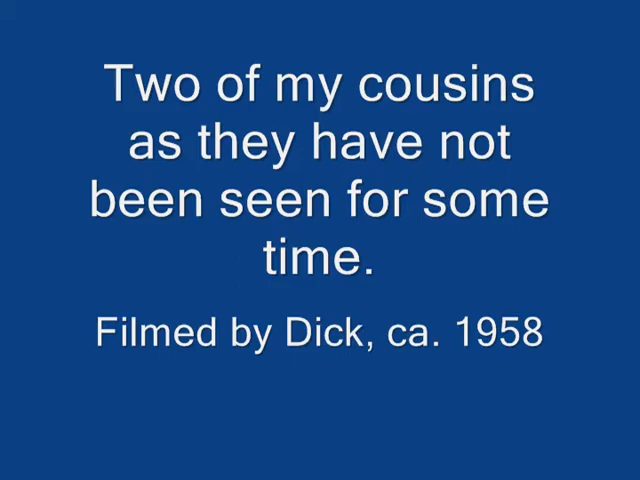 Two of my cousins
as they have not
been seen for some
time.
Filmed by Dick, ca. 1958